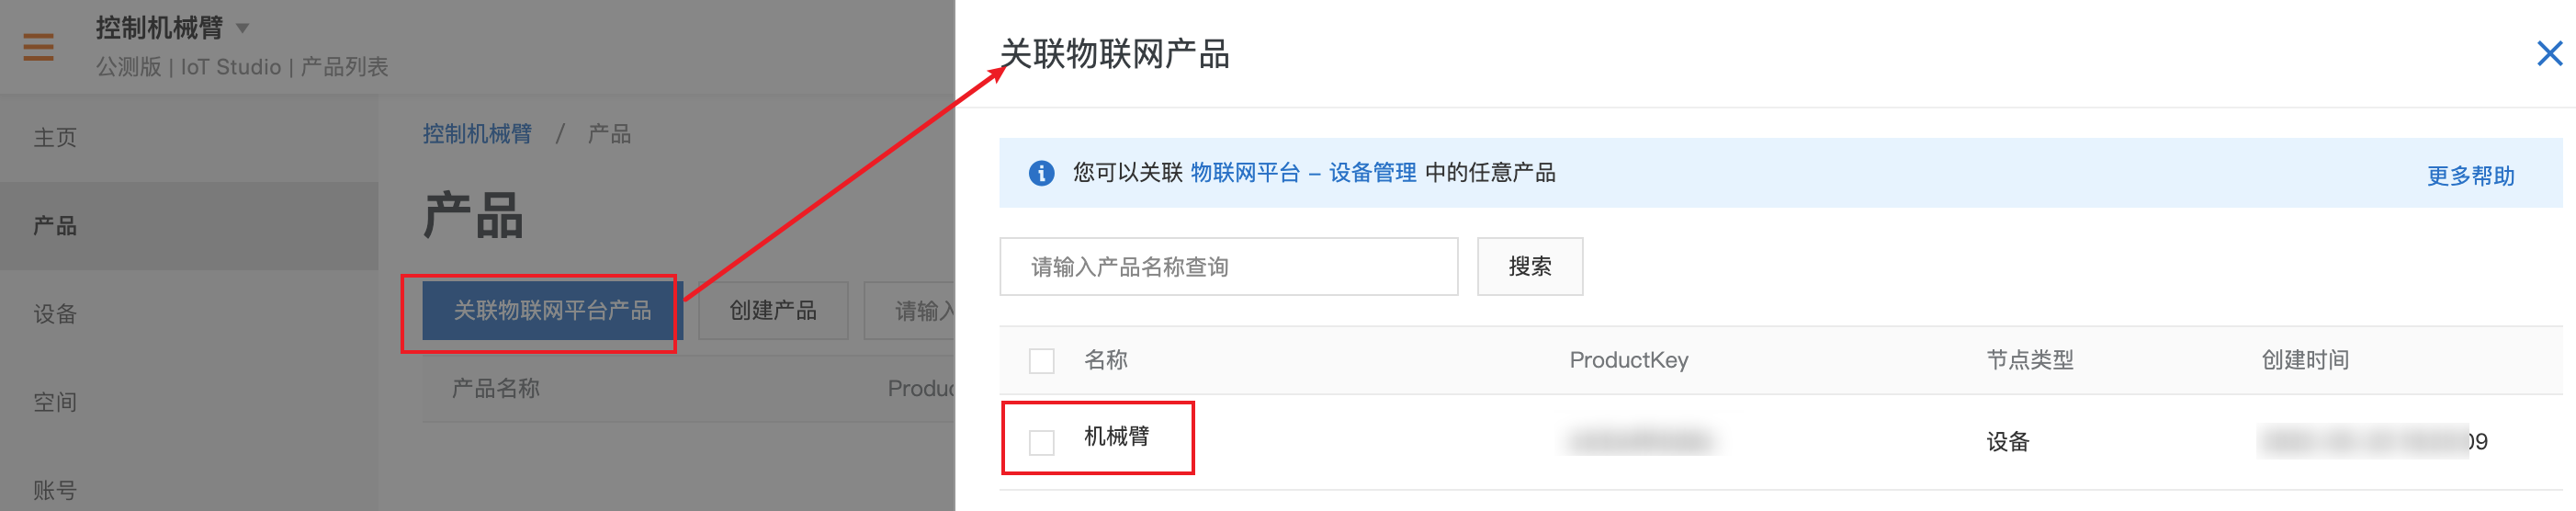 控制机械臂
公测版 | IoT Studio | 产品列表
主页
产品
设备
空间
账号
控制机械臂 / 产品
产品
关联物联网平台产品 创建产品 请输入
产品名称 Produc
关联物联网产品
您可以关联 物联网平台 – 设备管理 中的任意产品 更多帮助
请输入产品名称查询 搜索
名称 ProductKey 节点类型 创建时间
机械臂 设备 09